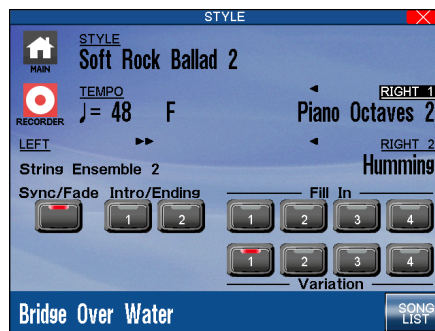 STYLE
STYLE
MAIN
Soft Rock Ballad 2
TEMPO
RIGHT 1
RECORDER
♩= 48 F
Piano Octaves 2
LEFT
RIGHT 2
String Ensemble 2
Humming
Sync/Fade Intro/Ending
Fill In
1 2 1 2 3 4
1 2 3 4
Variation
Bridge Over Water
SONG
LIST